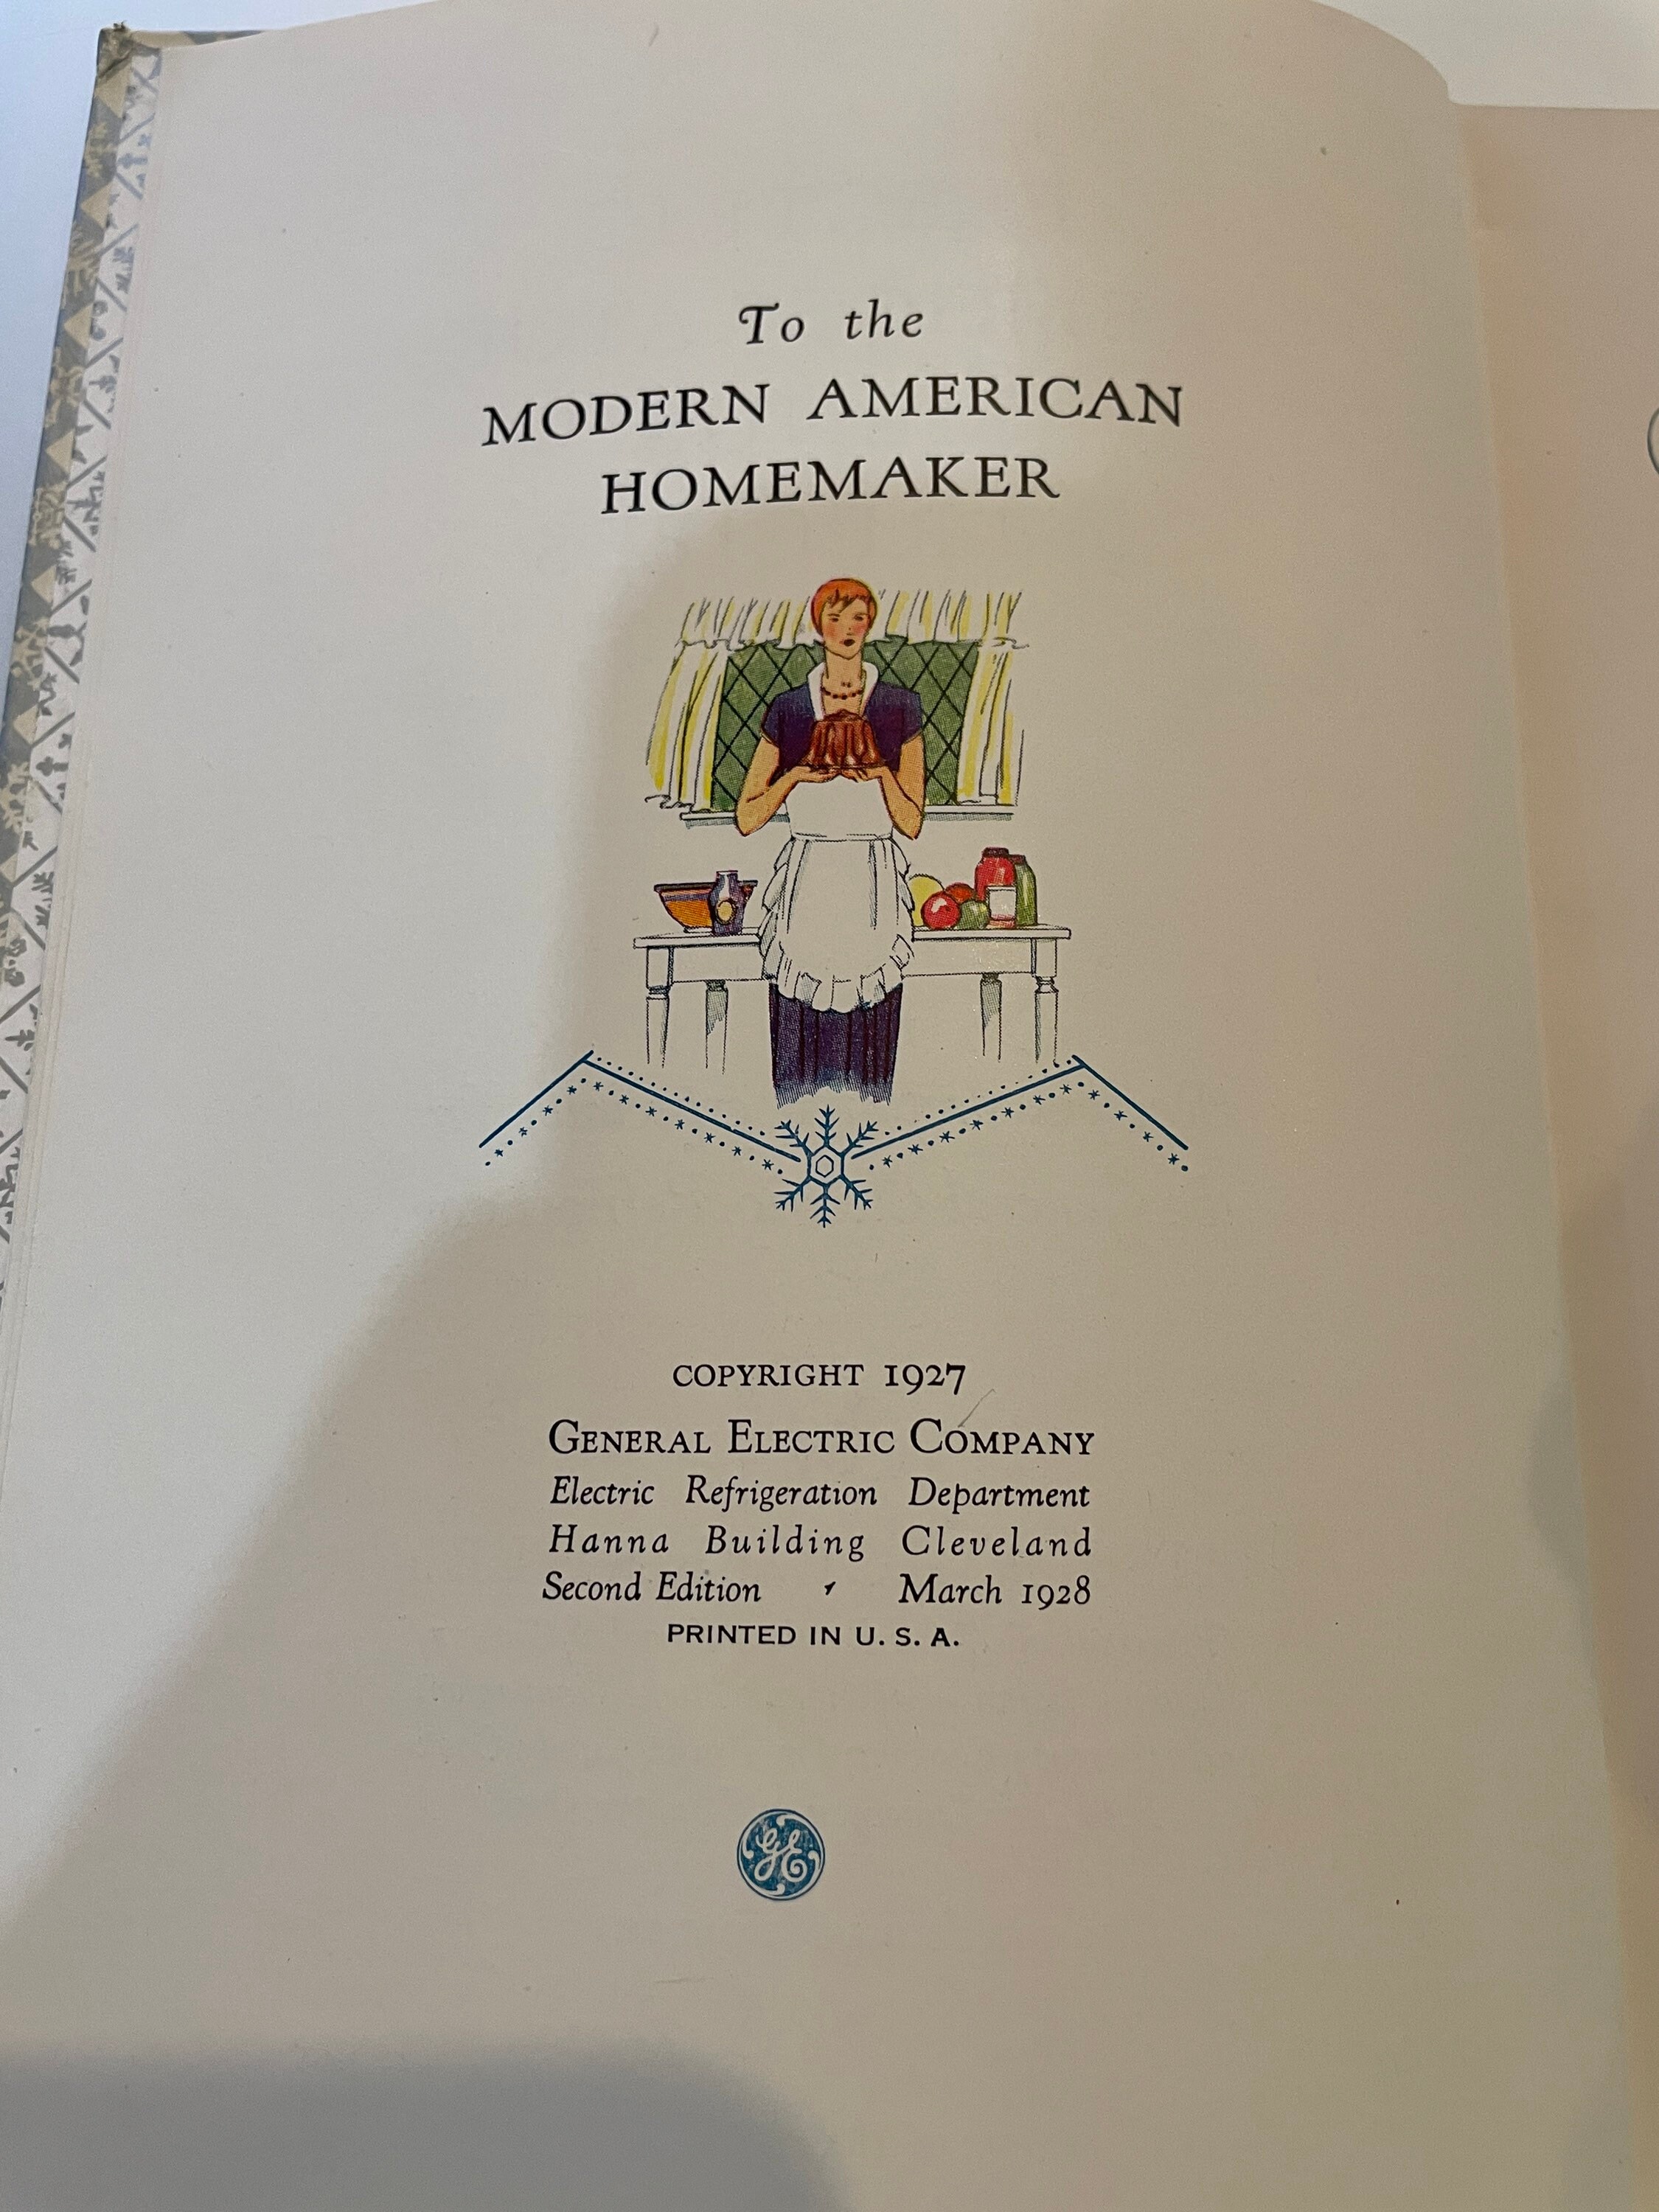 To the
MODERN AMERICAN
HOMEMAKER
COPYRIGHT 1927
GENERAL ELECTRIC COMPANY
Electric Refrigeration Department
Hanna Building Cleveland
Second Edition ′ March 1928
PRINTED IN U. S. A.
GE